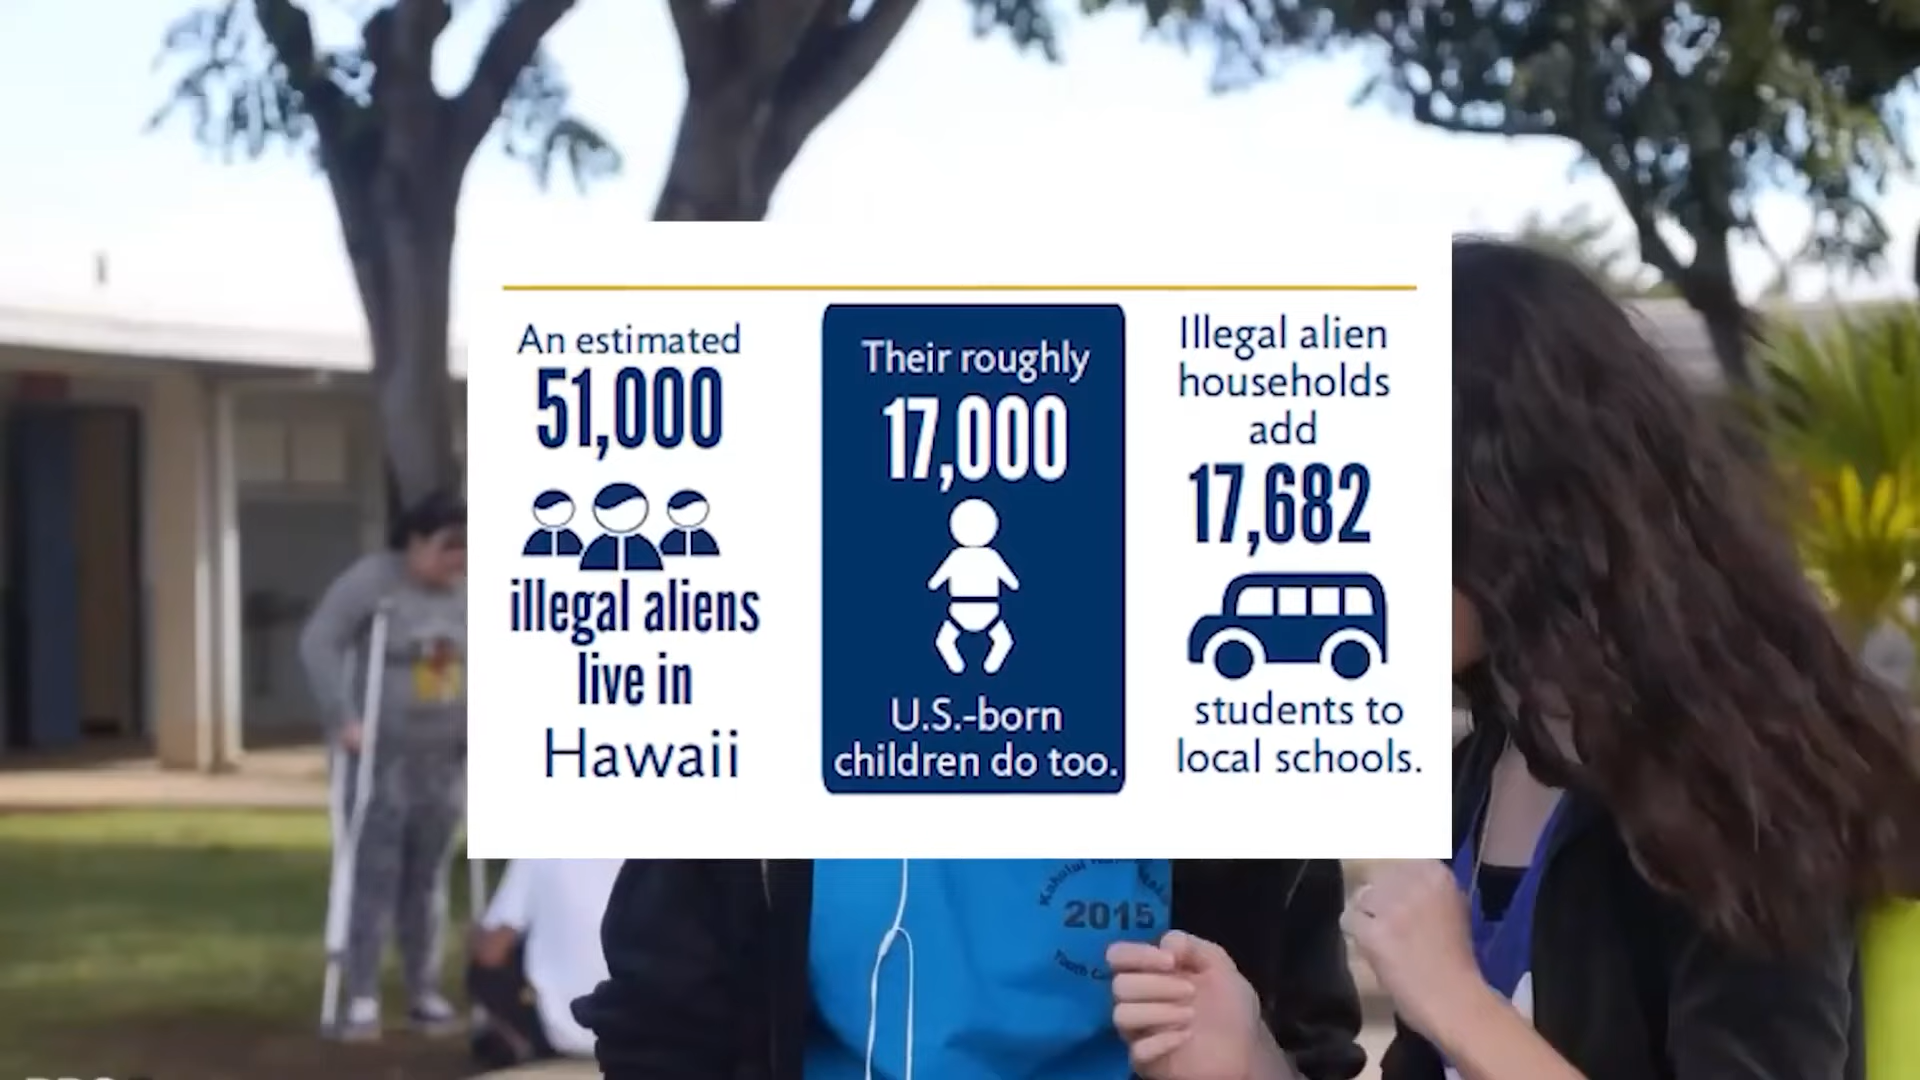 An estimated
51,000
illegal aliens
live in
Hawaii
Their roughly
17,000
U.S.-born
children do too.
Illegal alien
households
add
17,682
students to
local schools.
2015